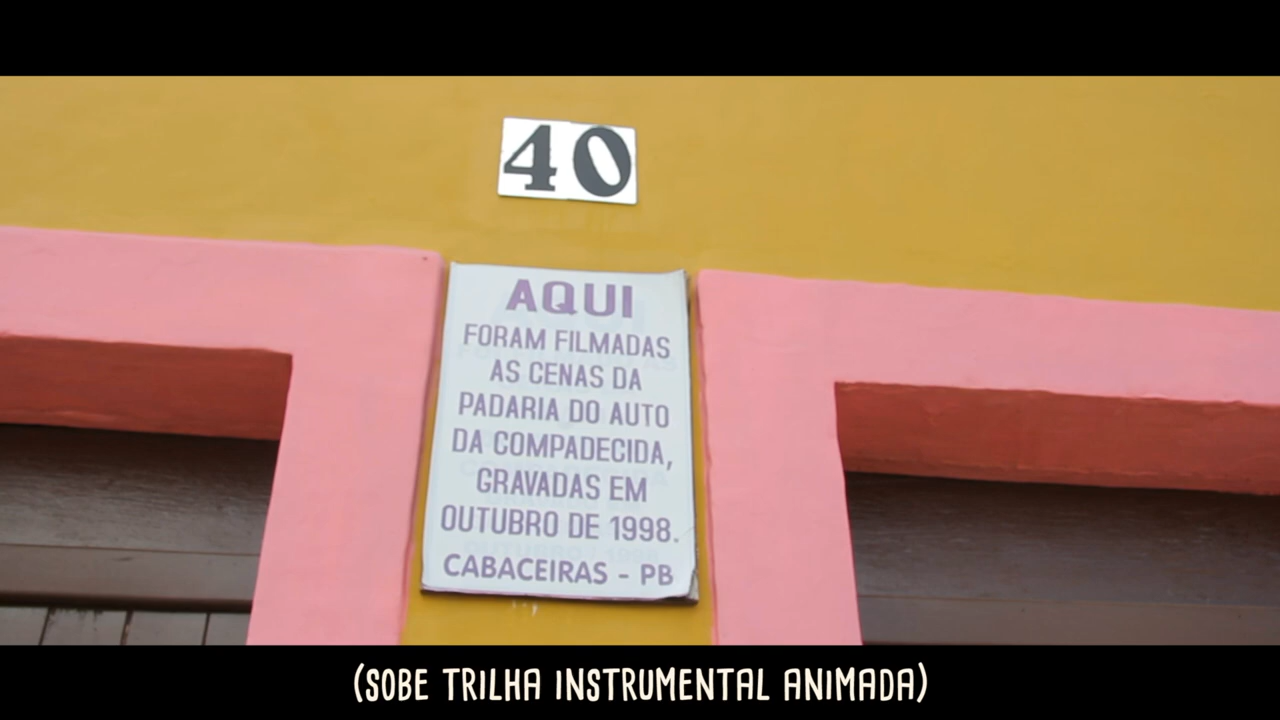 40
AQUI
FORAM FILMADAS
AS CENAS DA
PADARIA DO AUTO
DA COMPADECIDA,
GRAVADAS EM
OUTUBRO DE 1998.
CABACEIRAS - PB
(SOBE TRILHA INSTRUMENTAL ANIMADA)